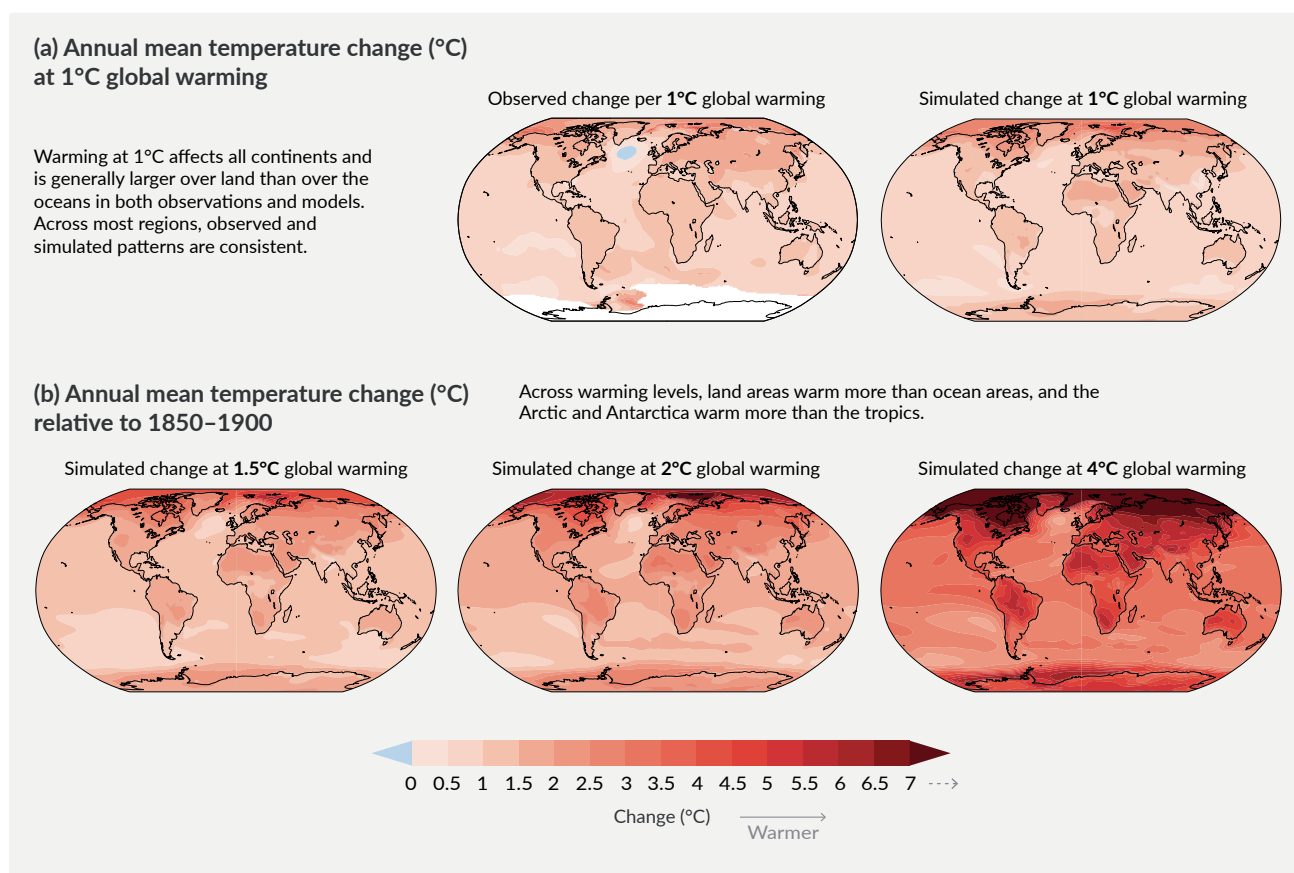 (a) Annual mean temperature change (°C)
at 1°C global warming
Warming at 1°C affects all continents and
is generally larger over land than over the
oceans in both observations and models.
Across most regions, observed and
simulated patterns are consistent.
Observed change per 1°C global warming
Simulated change at 1°C global warming
(b) Annual mean temperature change (°C)
relative to 1850–1900
Across warming levels, land areas warm more than ocean areas, and the
Arctic and Antarctica warm more than the tropics.
Simulated change at 1.5°C global warming
Simulated change at 2°C global warming
Simulated change at 4°C global warming
0 0.5 1 1.5 2 2.5 3 3.5 4 4.5 5 5.5 6 6.5 7
Change (°C)
Warmer